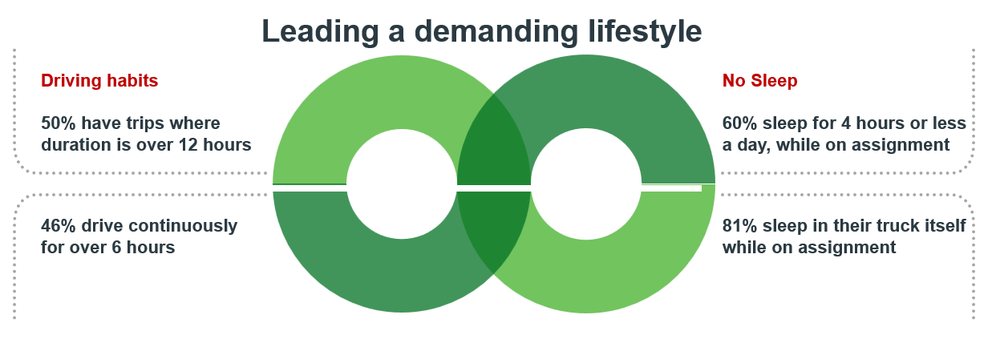 Leading a demanding lifestyle
Driving habits
50% have trips where
duration is over 12 hours
46% drive continuously
for over 6 hours
No Sleep
60% sleep for 4 hours or less
a day, while on assignment
81% sleep in their truck itself
while on assignment